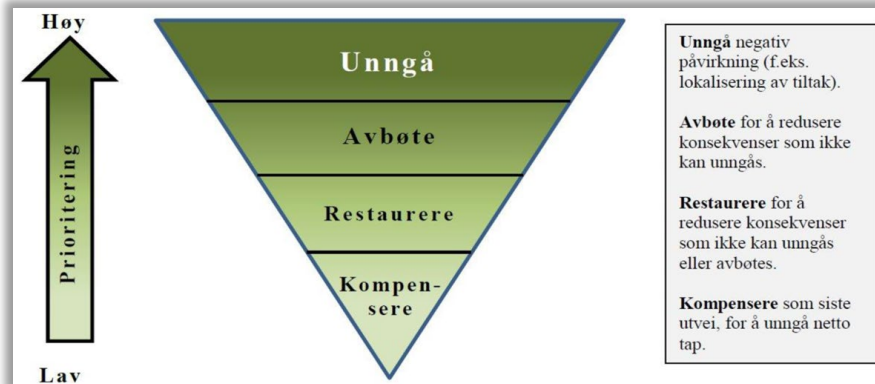 Høy
Prioritering
Lav
Unngå
Avbøte
Restaurere
Kompen-
sere
Unngå negativ
påvirkning (f.eks.
lokalisering av tiltak).
Avbøte for å redusere
konsekvenser som ikke
kan unngås.
Restaurere for å
redusere konsekvenser
som ikke kan unngås
eller avbøtes.
Kompensere som siste
utvei, for å unngå netto
tap.